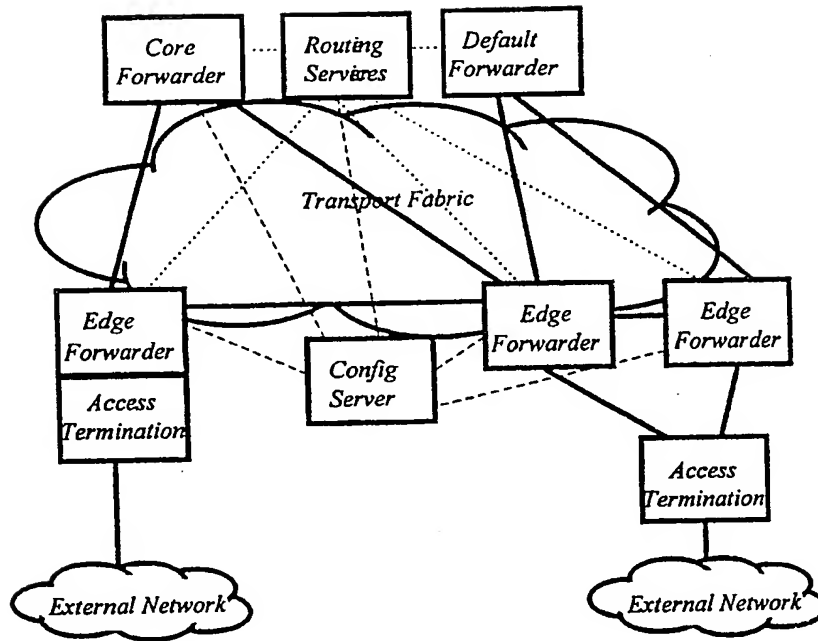 Core
Forwarder
Routing
Services
Default
Forwarder
Transport Fabric
Edge
Forwarder
Edge
Forwarder
Edge
Forwarder
Config
Server
Access
Termination
Access
Termination
External Network
External Network